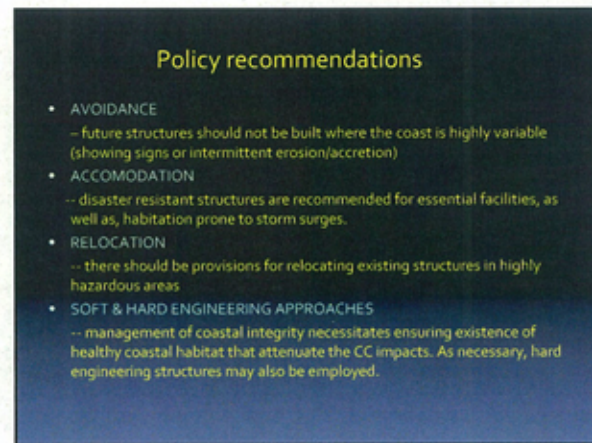 Policy recommendations
• AVOIDANCE
– future structures should not be built where the coast is highly variable
(showing signs or intermittent erosion/accretion)
• ACCOMODATION
-- disaster resistant structures are recommended for essential facilities, as
well as, habitation prone to storm surges.
• RELOCATION
-- there should be provisions for relocating existing structures in highly
hazardous areas
• SOFT & HARD ENGINEERING APPROACHES
-- management of coastal integrity necessitates ensuring existence of
healthy coastal habitat that attenuate the CC impacts. As necessary, hard
engineering structures may also be employed.